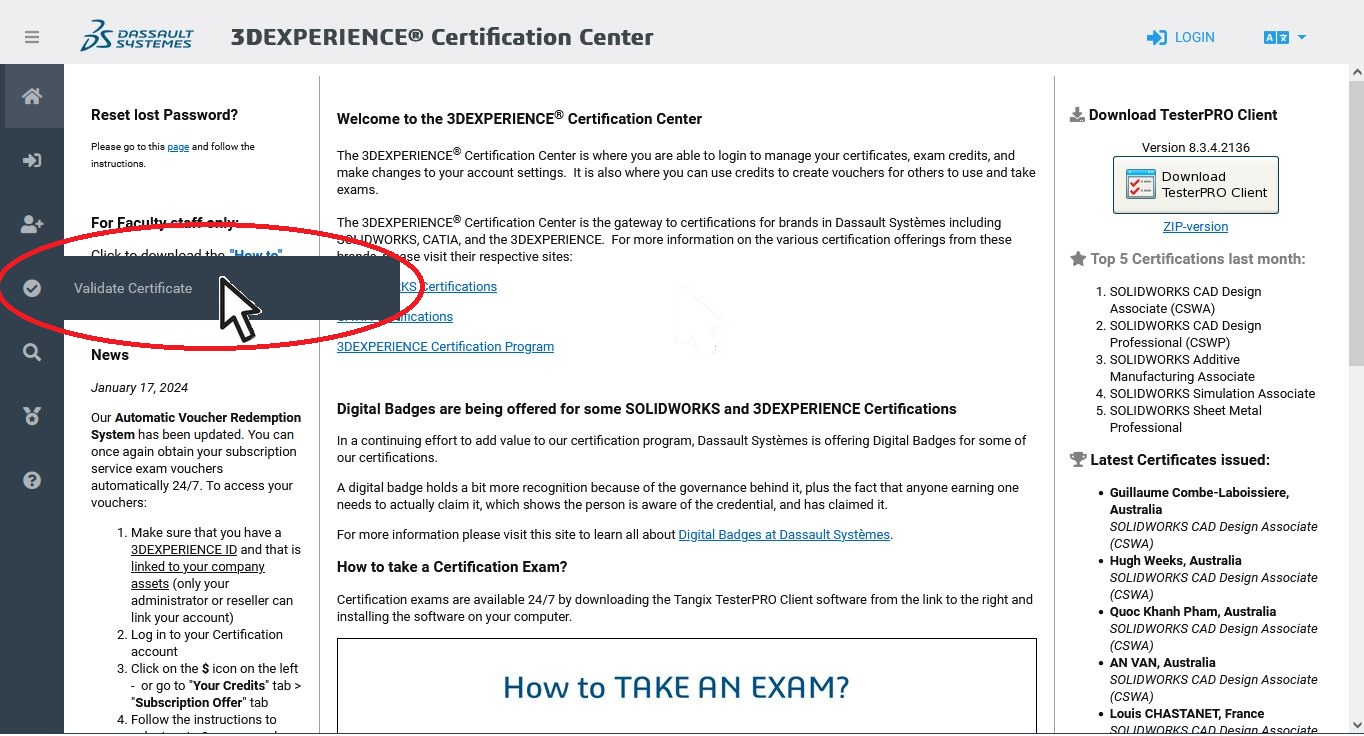 DASSAULT
SYSTEMES
3DEXPERIENCE® Certification Center
LOGIN
Reset lost Password?
Please go to this page and follow the
instructions.
For Faculty staff only:
Click to download the "How to"
Validate Certificate
News
January 17, 2024
Our Automatic Voucher Redemption
System has been updated. You can
once again obtain your subscription
service exam vouchers
automatically 24/7. To access your
vouchers:
1. Make sure that you have a
3DEXPERIENCE ID and that is
linked to your company
assets (only your
administrator or reseller can
link your account)
2. Log in to your Certification
account
3. Click on the $ icon on the left
- or go to "Your Credits" tab >
"Subscription Offer" tab
4. Follow the instructions to
Welcome to the 3DEXPERIENCE® Certification Center
The 3DEXPERIENCE® Certification Center is where you are able to login to manage your certificates, exam credits, and
make changes to your account settings. It is also where you can use credits to create vouchers for others to use and take
exams.
The 3DEXPERIENCE® Certification Center is the gateway to certifications for brands in Dassault Systèmes including
SOLIDWORKS, CATIA, and the 3DEXPERIENCE. For more information on the various certification offerings from these
brands, please visit their respective sites:
KS Certifications
ifications
3DEXPERIENCE Certification Program
Digital Badges are being offered for some SOLIDWORKS and 3DEXPERIENCE Certifications
In a continuing effort to add value to our certification program, Dassault Systèmes is offering Digital Badges for some of
our certifications.
A digital badge holds a bit more recognition because of the governance behind it, plus the fact that anyone earning one
needs to actually claim it, which shows the person is aware of the credential, and has claimed it.
For more information please visit this site to learn all about Digital Badges at Dassault Systèmes.
How to take a Certification Exam?
Certification exams are available 24/7 by downloading the Tangix TesterPRO Client software from the link to the right and
installing the software on your computer.
How to TAKE AN EXAM?
Download TesterPRO Client
Version 8.3.4.2136
Download
TesterPRO Client
ZIP-version
Top 5 Certifications last month:
1. SOLIDWORKS CAD Design
Associate (CSWA)
2. SOLIDWORKS CAD Design
Professional (CSWP)
3. SOLIDWORKS Additive
Manufacturing Associate
4. SOLIDWORKS Simulation Associate
5. SOLIDWORKS Sheet Metal
Professional
Latest Certificates issued:
• Guillaume Combe-Laboissiere,
Australia
SOLIDWORKS CAD Design Associate
(CSWA)
• Hugh Weeks, Australia
SOLIDWORKS CAD Design Associate
(CSWA)
• Quoc Khanh Pham, Australia
SOLIDWORKS CAD Design Associate
(CSWA)
• AN VAN, Australia
SOLIDWORKS CAD Design Associate
(CSWA)
• Louis CHASTANET, France
SOLIDWORKS CAD Design Associate